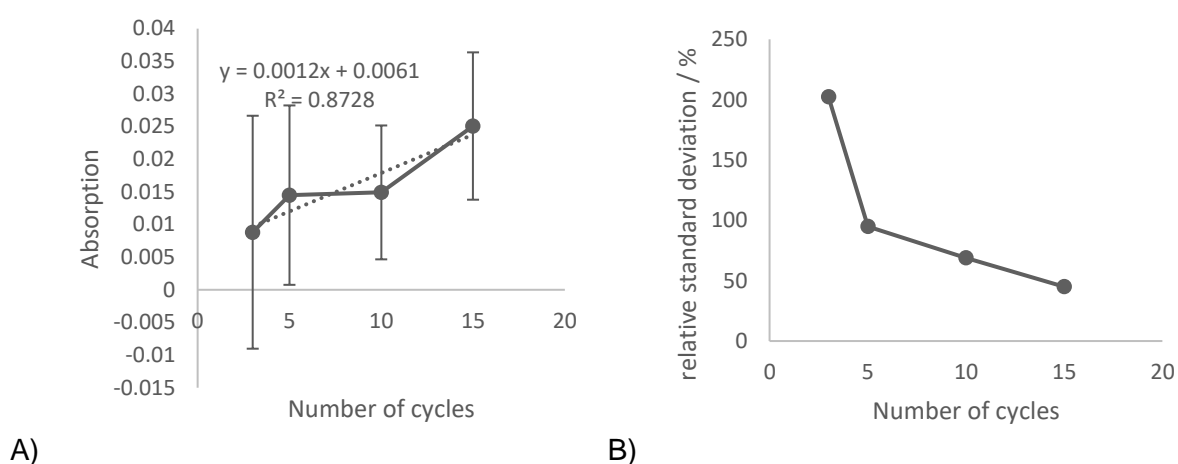 0.04
0.035
0.03
0.025
0.02
0.015
0.01
0.005
0
-0.005
-0.01
-0.015
y = 0.0012x + 0.0061
R² = 0.8728
Absorption
0 5 10 15 20
Number of cycles
A)
250
200
150
100
50
0
relative standard deviation / %
0 5 10 15 20
Number of cycles
B)